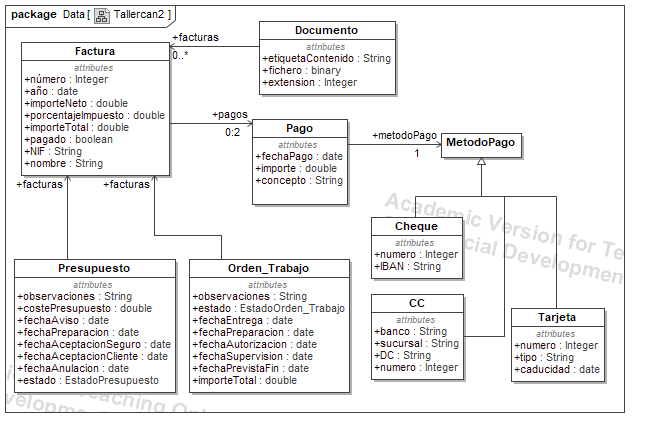 package Data [ Tallercan2 ]
Factura
attributes
+número : Integer
+año : date
+importeNeto : double
+porcentajeImpuesto : double
+importeTotal : double
+pagado : boolean
+NIF : String
+nombre : String
+facturas
0..*
Documento
attributes
+etiquetaContenido : String
+fichero : binary
+extension : Integer
+pagos
0:2
Pago
attributes
+fechaPago : date
+importe : double
+concepto : String
+metodoPago
1
MetodoPago
+facturas
+facturas
Academic Version for Te
cial Developmen
Cheque
attributes
+numero : Integer
+IBAN : String
Presupuesto
attributes
+observaciones : String
+costePresupuesto : double
+fechaAviso : date
+fechaPreparacion : date
+fechaAceptacionSeguro : date
+fechaAceptacionCliente : date
+fechaAnulacion : date
+estado : EstadoPresupuesto
Orden_Trabajo
attributes
+observaciones : String
+estado : EstadoOrden_Trabajo
+fechaEntrega : date
+fechaPreparacion : date
+fechaAutorizacion : date
+fechaSupervision : date
+fechaPrevistaFin : date
+importeTotal : double
CC
attributes
+banco : String
+sucursal : String
+DC : String
+numero : Integer
Tarjeta
attributes
+numero : Integer
+tipo : String
+caducidad : date